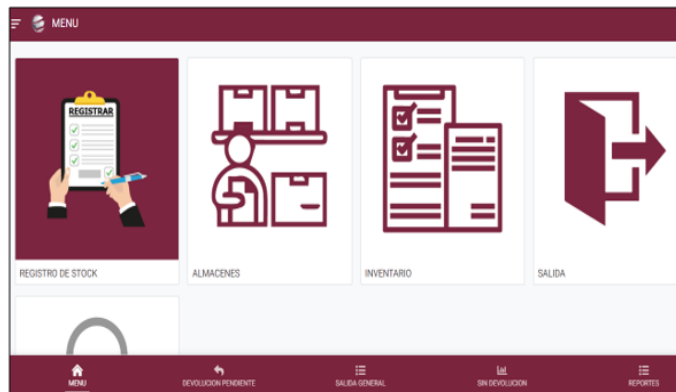 MENU
REGISTRAR
REGISTRO DE STOCK
ALMACENES
INVENTARIO
SALIDA
MENU
DEVOLUCION PENDIENTE
SALIDA GENERAL
SIN DEVOLUCION
REPORTES